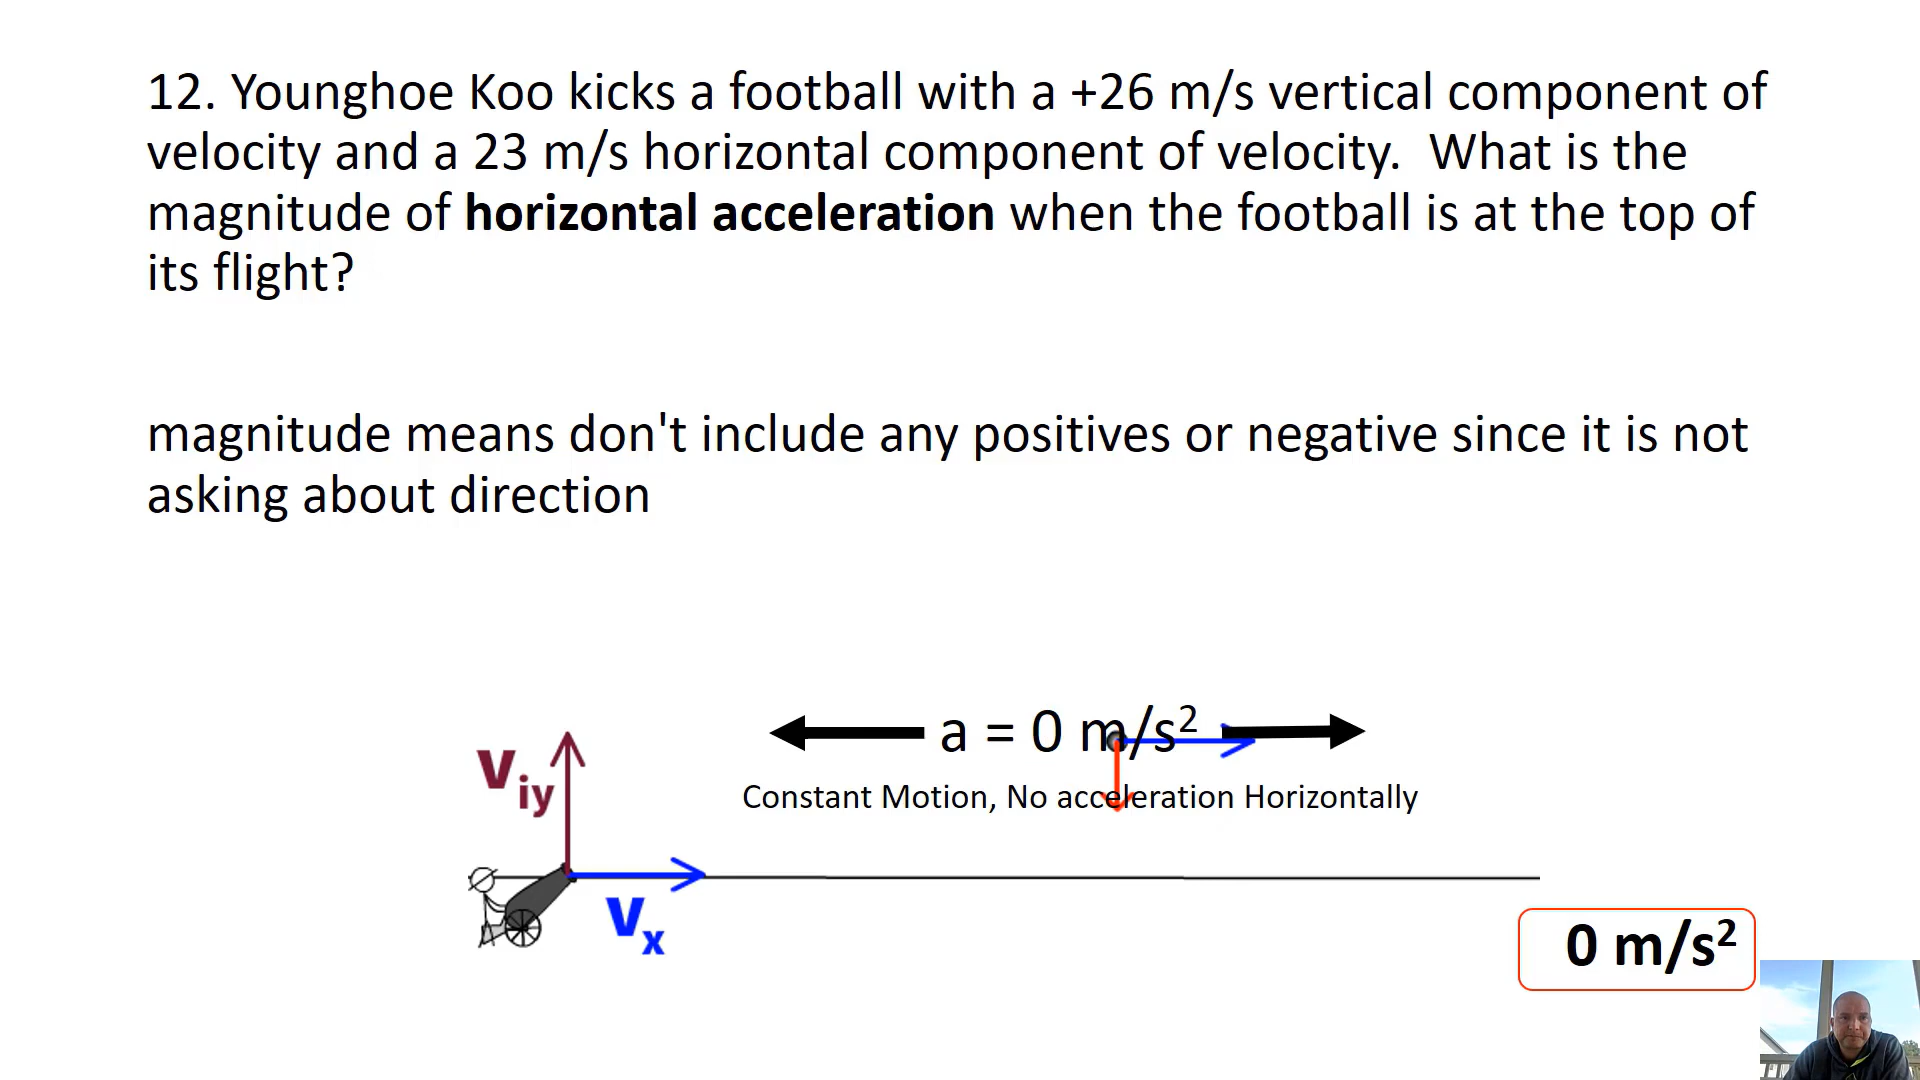 12. Younghoe Koo kicks a football with a +26 m/s vertical component of
velocity and a 23 m/s horizontal component of velocity.  What is the
magnitude of horizontal acceleration when the football is at the top of
its flight?
magnitude means don't include any positives or negative since it is not
asking about direction
a = 0 m/s²
Constant Motion, No acceleration Horizontally
Viy
Vx
0 m/s²